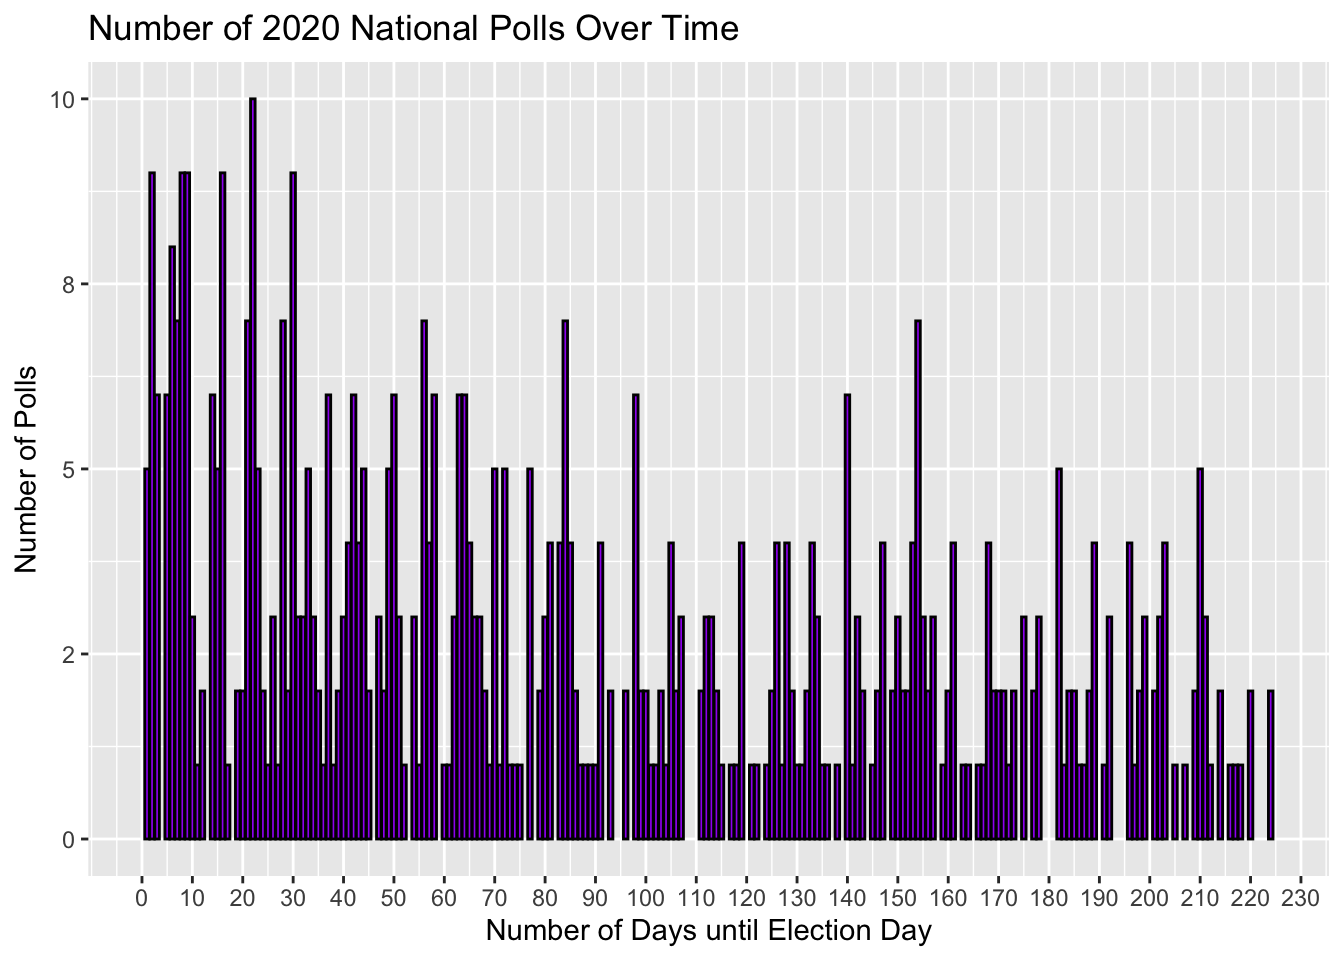 Number of 2020 National Polls Over Time
10
8
5
2
0
Number of Polls
0 10 20 30 40 50 60 70 80 90 100 110 120 130 140 150 160 170 180 190 200 210 220 230
Number of Days until Election Day